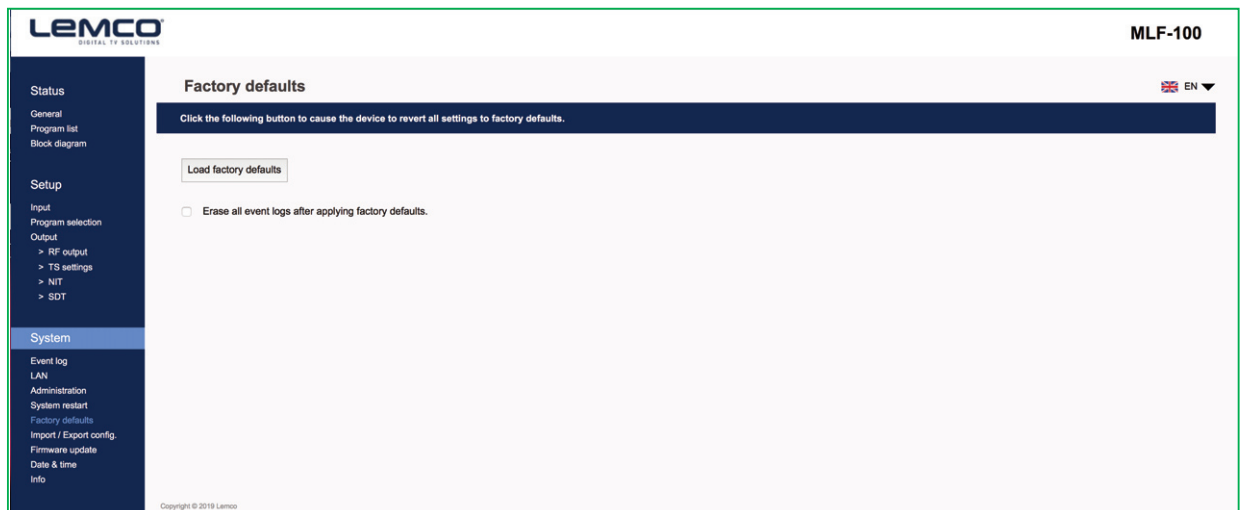 LEMCO
DIGITAL TV SOLUTIONS
MLF-100
Status
General
Program list
Block diagram
Setup
Input
Program selection
Output
> RF output
> TS settings
> NIT
> SDT
System
Event log
LAN
Administration
System restart
Factory defaults
Import / Export config.
Firmware update
Date & time
Info
Factory defaults
EN
Click the following button to cause the device to revert all settings to factory defaults.
Load factory defaults
Erase all event logs after applying factory defaults.
Copyright © 2019 Lemco